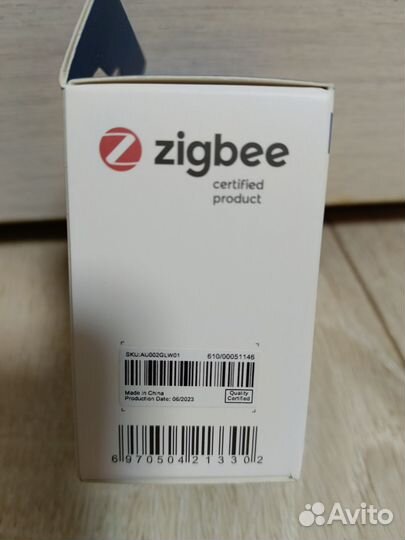 zigbee
certified
product
SKU:AU002GLW01 610/00051146
Made in China
Production Date: 06/2023
Quality
Certified
6970504213302
Avito